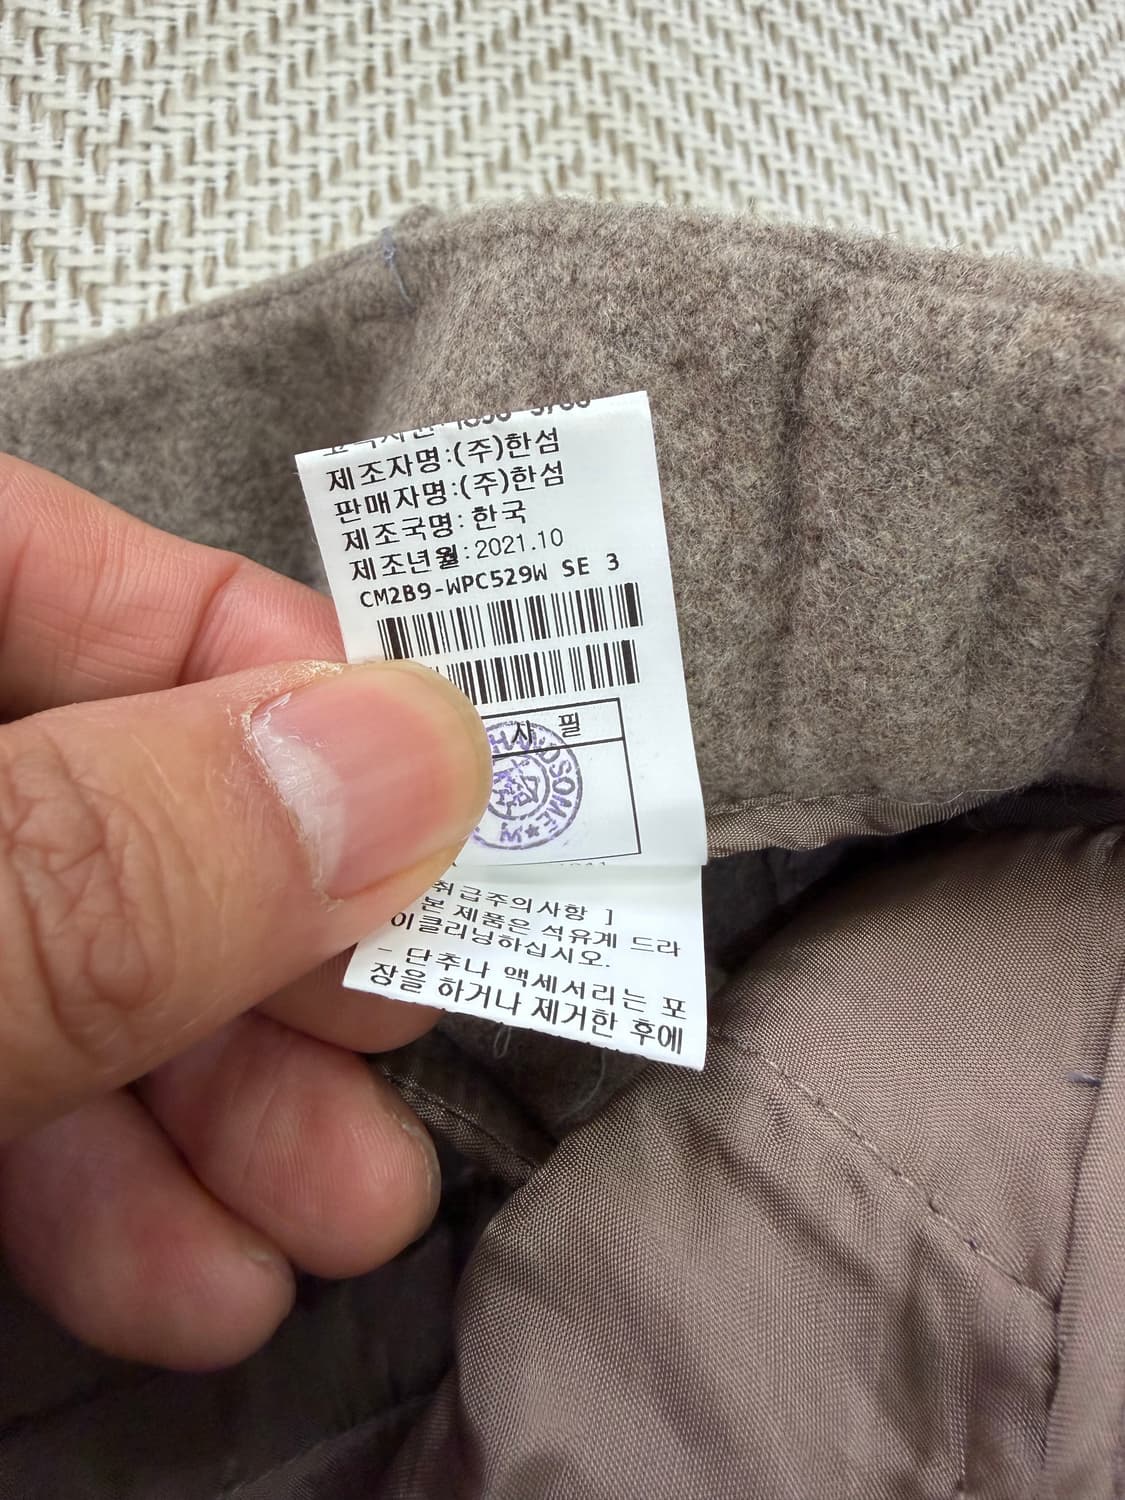 제조자명:(주)한섬
판매자명:(주)한섬
제조국명: 한국
제조년월:2021.10
CM2B9-WPC529W SE 3
사 필
HANDSOME
취급주의사항 ]
본 제품은 석유계 드라
이클리닝하십시오.
- 단추나 액세서리는 포
장을 하거나 제거한 후에